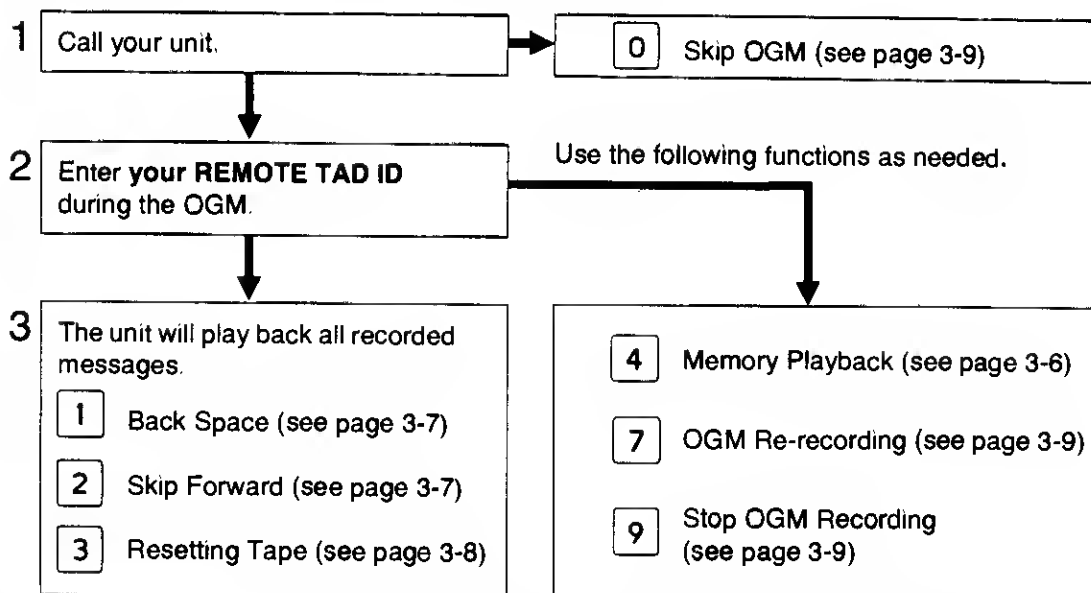 1 Call your unit.
0 Skip OGM (see page 3-9)
2 Enter your REMOTE TAD ID
during the OGM.
Use the following functions as needed.
3 The unit will play back all recorded
messages.
1 Back Space (see page 3-7)
2 Skip Forward (see page 3-7)
3 Resetting Tape (see page 3-8)
4 Memory Playback (see page 3-6)
7 OGM Re-recording (see page 3-9)
9 Stop OGM Recording
(see page 3-9)